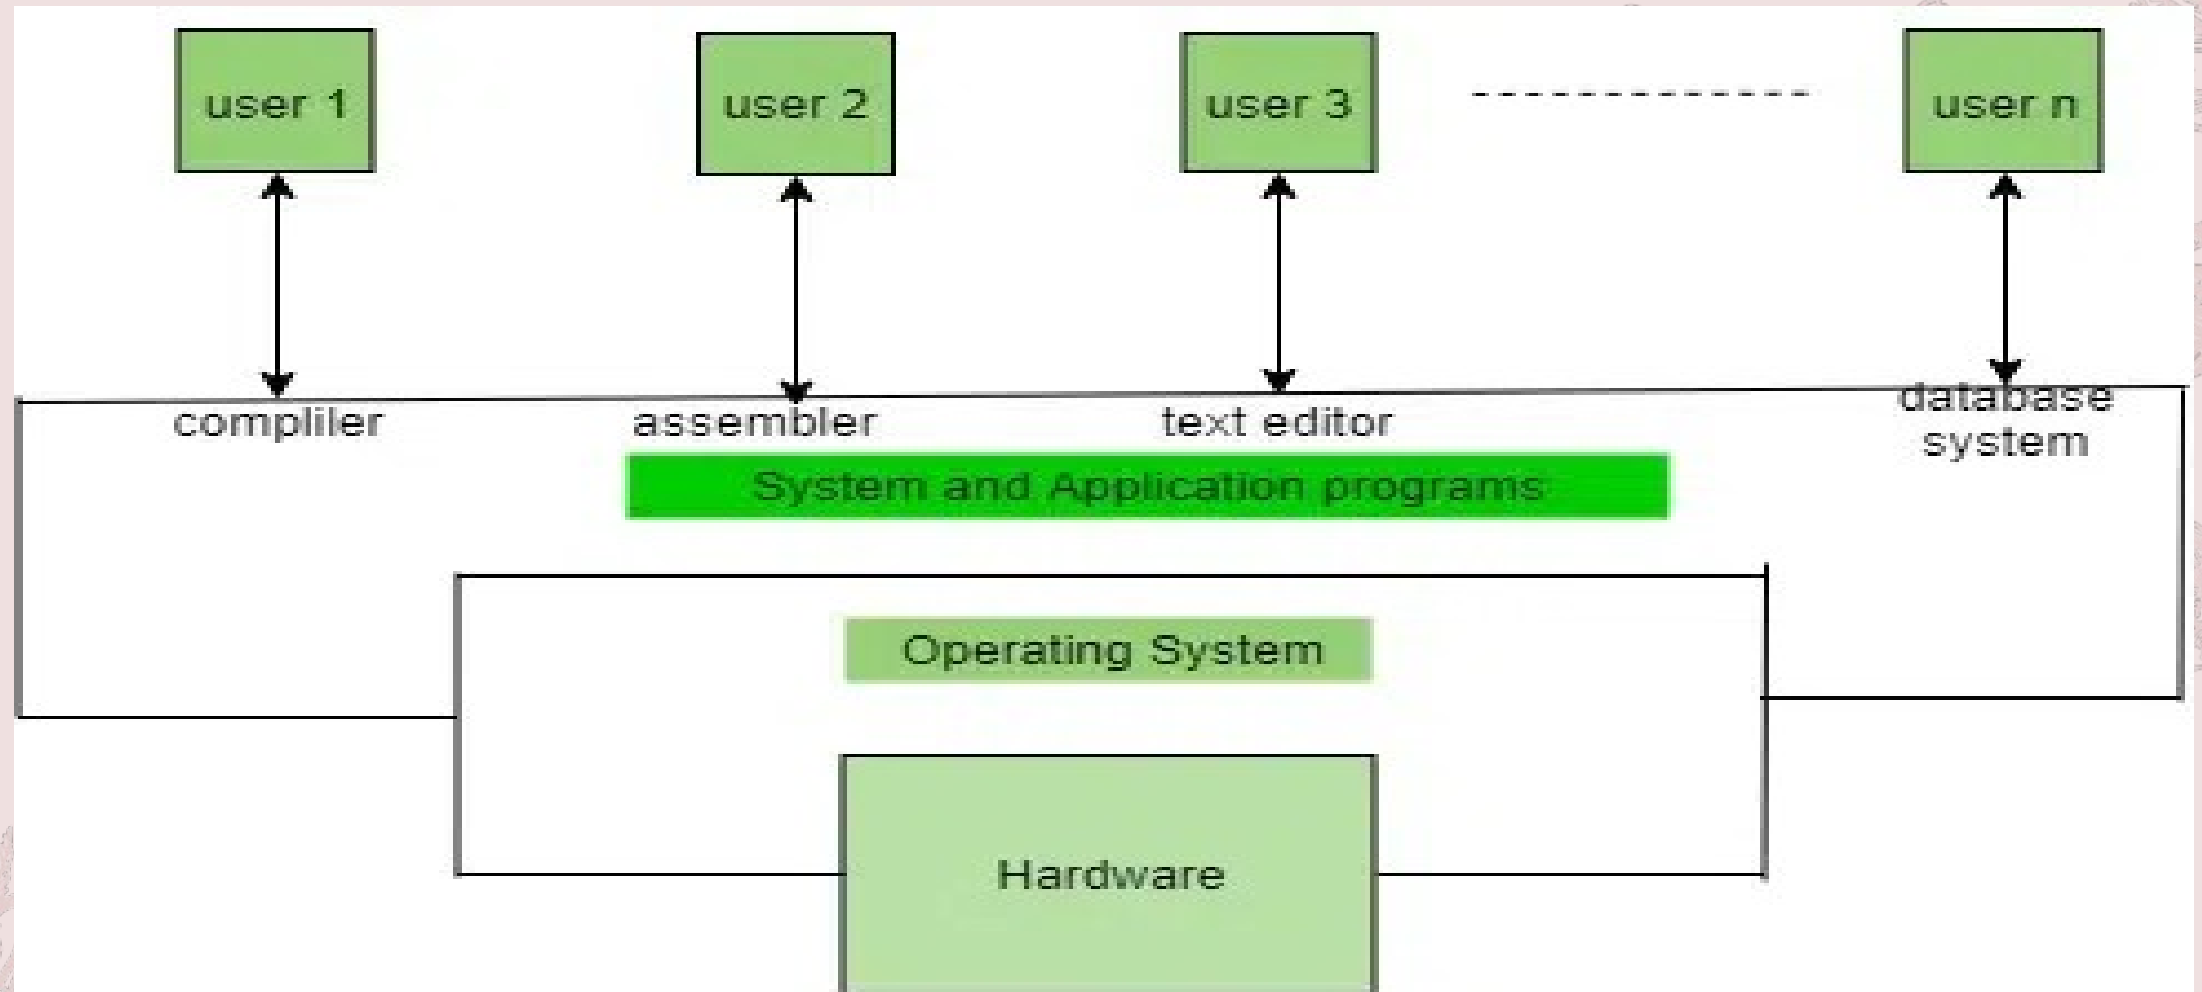 user 1
user 2
user 3
user n
compliler
assembler
text editor
database
system
System and Application programs
Operating System
Hardware